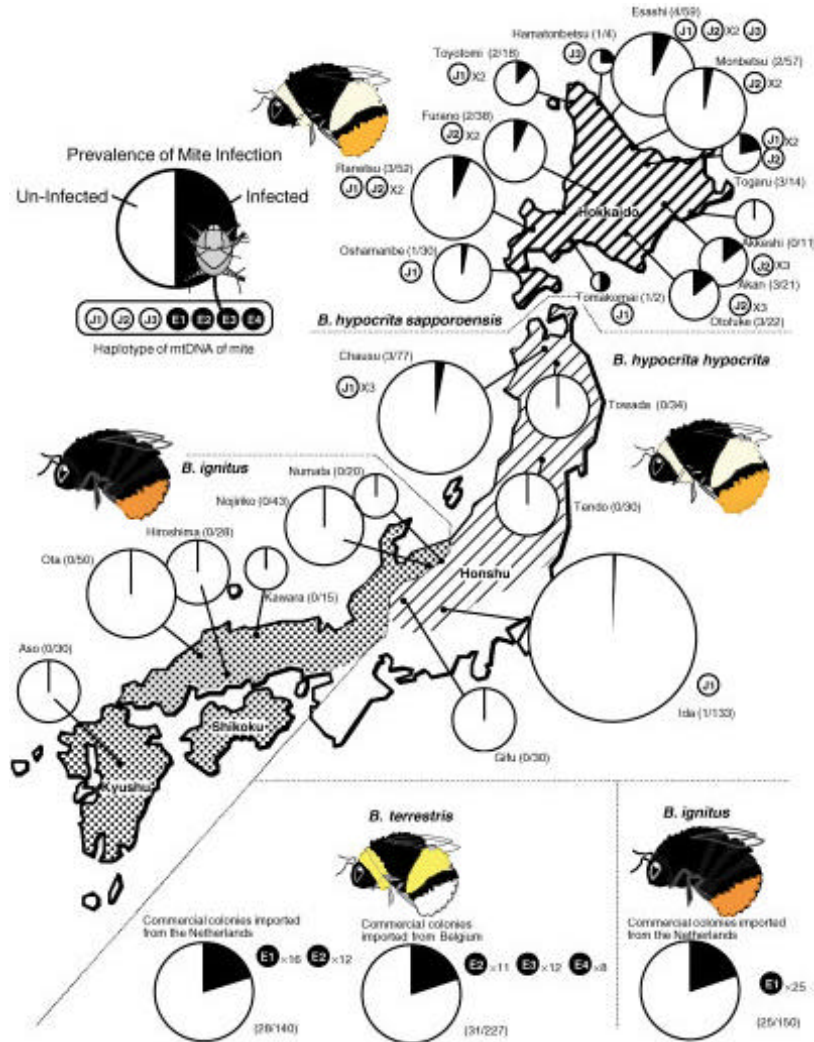 Esashi (4/59)
J1 J2 X2 J3
Hamatonbetsu (1/4)
J3
Toyotomi (2/18)
J1 X2
Monbetsu (2/57)
J2 X2
Furano (2/38)
J2 X2
J1 X2
J2
Togaru (3/14)
Prevalence of Mite Infection
Un-Infected
Infected
Ranetsu (3/52)
J1 J2 X2
Hokkaido
Akkeshi (0/11)
J2 X3
Akan (3/21)
Oshamanbe (1/30)
J1
Tomakomai (1/2)
J1
J2 X3
Otofuke (3/22)
J1 J2 J3 E1 E2 E3 E4
Haplotype of mtDNA of mite
B. hypocrita sapporoensis
B. hypocrita hypocrita
Chausu (3/77)
J1 X3
Towada (0/34)
B. ignitus
Numata (0/20)
Nojiriko (0/43)
Tendo (0/30)
Hiroshima (0/28)
Ota (0/50)
Honshu
Kawara (0/15)
Aso (0/30)
J1
Ida (1/133)
Shikoku
Gifu (0/30)
Kyushu
B. terrestris
B. ignitus
Commercial colonies imported
from the Netherlands
E1 ×16 E2 ×12
(28/140)
Commercial colonies
imported from Belgium
E2 ×11 E3 ×12 E4 ×8
(31/227)
Commercial colonies imported
from the Netherlands
E1 ×25
(25/150)